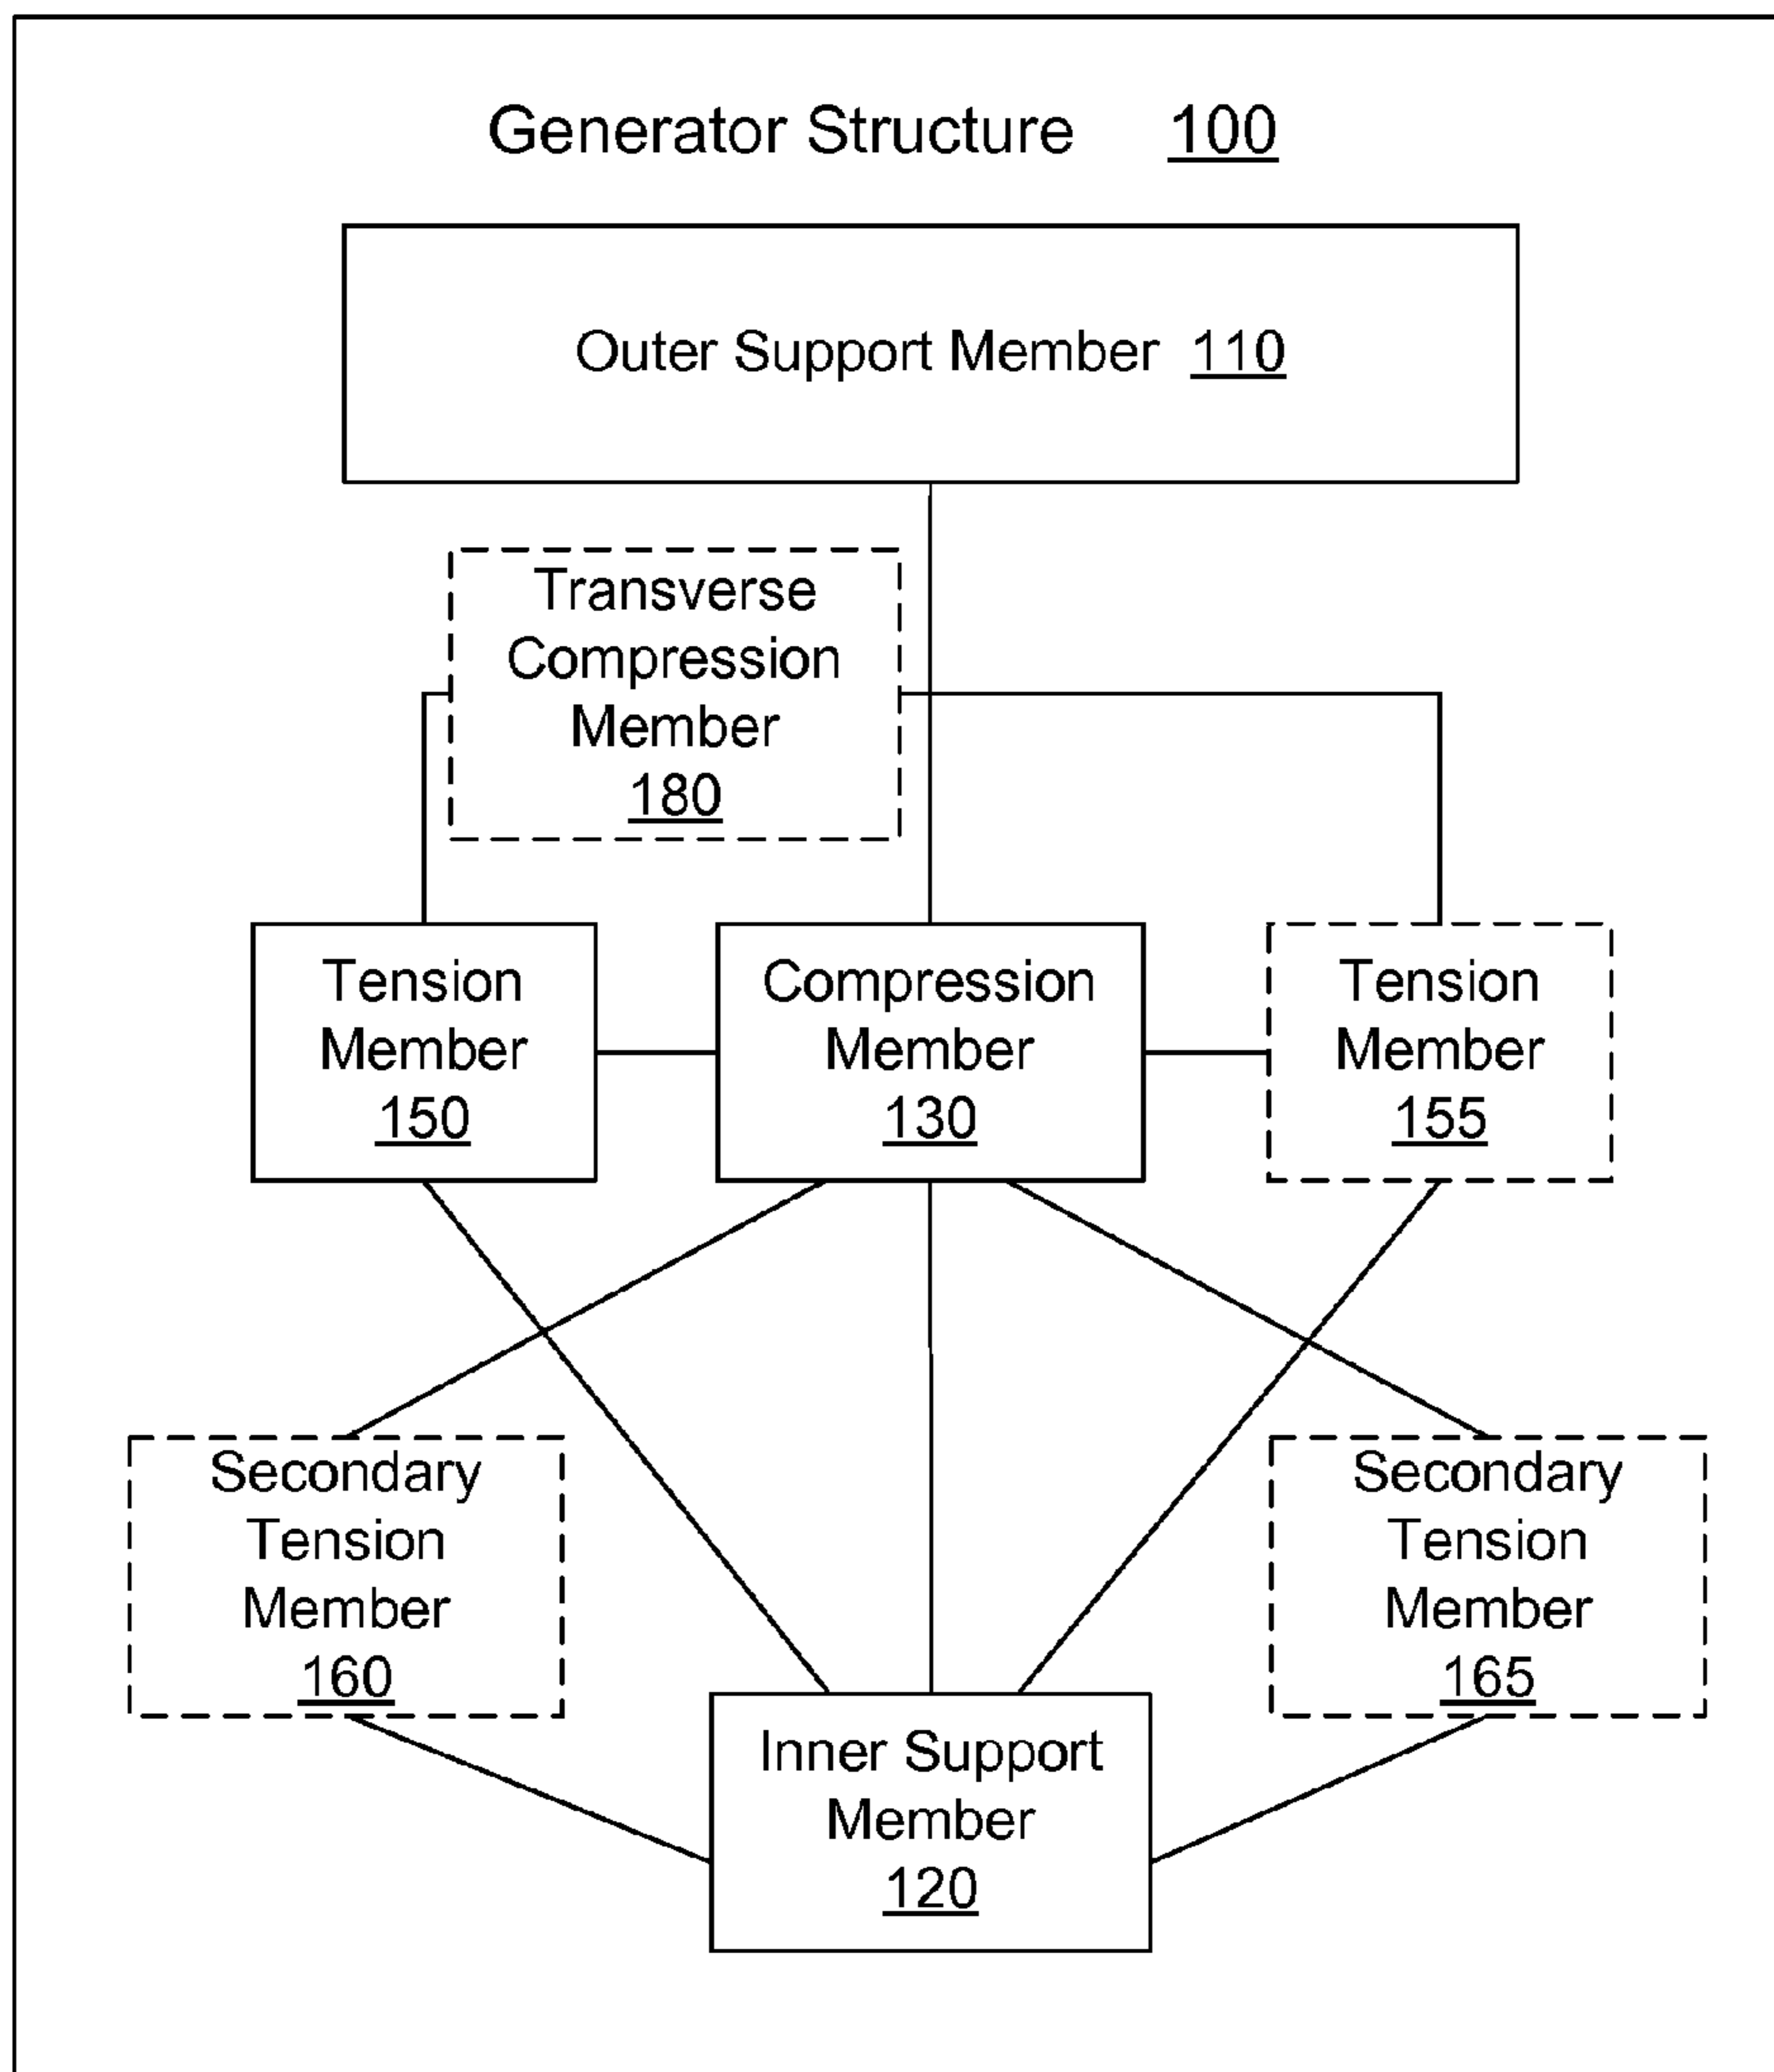 Generator Structure 100
Outer Support Member 110
Transverse
Compression
Member
180
Tension
Member
150
Compression
Member
130
Tension
Member
155
Secondary
Tension
Member
160
Secondary
Tension
Member
165
Inner Support
Member
120